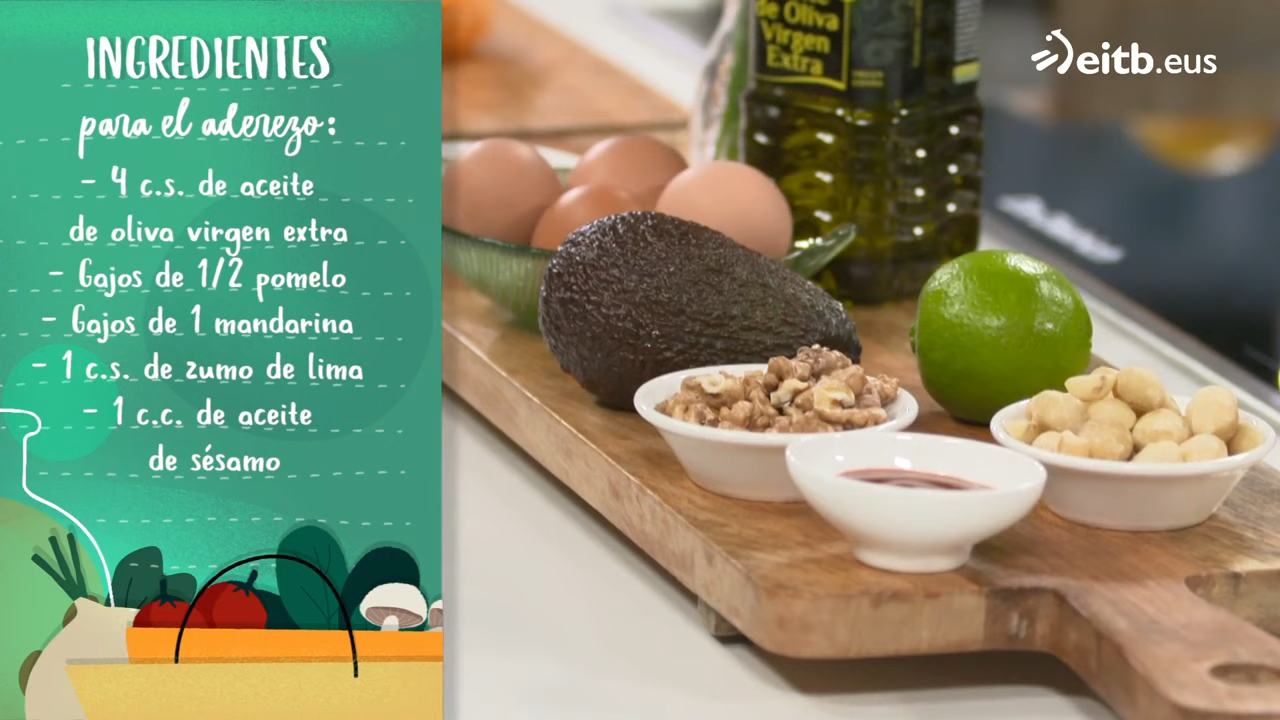 INGREDIENTES
para el aderezo:
- 4 c.s. de aceite
de oliva virgen extra
- Gajos de 1/2 pomelo
- Gajos de 1 mandarina
- 1 c.s. de zumo de lima
- 1 c.c. de aceite
de sésamo
de Oliva
Virgen
Extra
eitb.eus